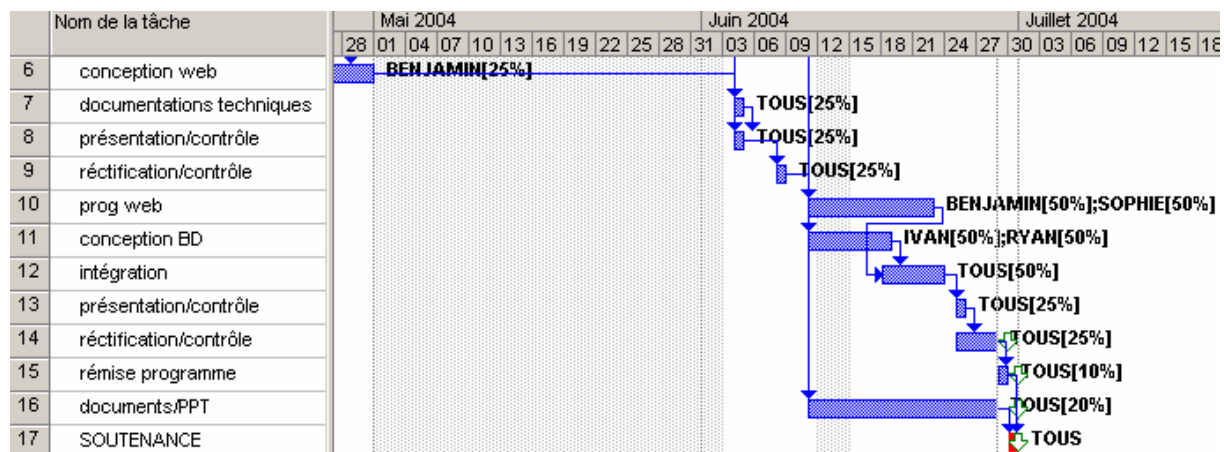 Nom de la tâche
Mai 2004 Juin 2004 Juillet 2004
28 01 04 07 10 13 16 19 22 25 28 31 03 06 09 12 15 18 21 24 27 30 03 06 09 12 15 18
6 conception web BENJAMIN[25%]
7 documentations techniques TOUS[25%]
8 présentation/contrôle TOUS[25%]
9 réctification/contrôle TOUS[25%]
10 prog web BENJAMIN[50%];SOPHIE[50%]
11 conception BD IVAN[50%];RYAN[50%]
12 intégration TOUS[50%]
13 présentation/contrôle TOUS[25%]
14 réctification/contrôle TOUS[25%]
15 rémise programme TOUS[10%]
16 documents/PPT TOUS[20%]
17 SOUTENANCE TOUS